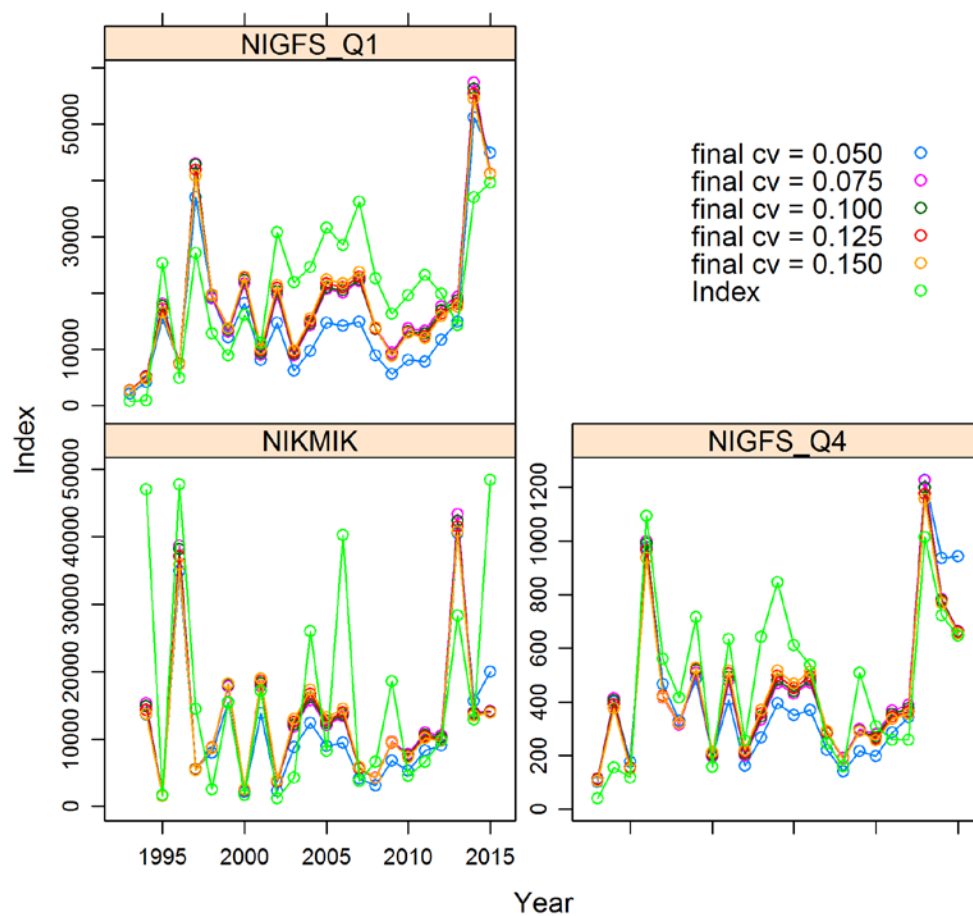 NIGFS_Q1
0
10000
20000
30000
40000
50000
final cv = 0.050
final cv = 0.075
final cv = 0.100
final cv = 0.125
final cv = 0.150
Index
Index
NIKMIK
0
10000
20000
30000
40000
50000
1995
2000
2005
2010
2015
NIGFS_Q4
0
200
400
600
800
1000
1200
Year